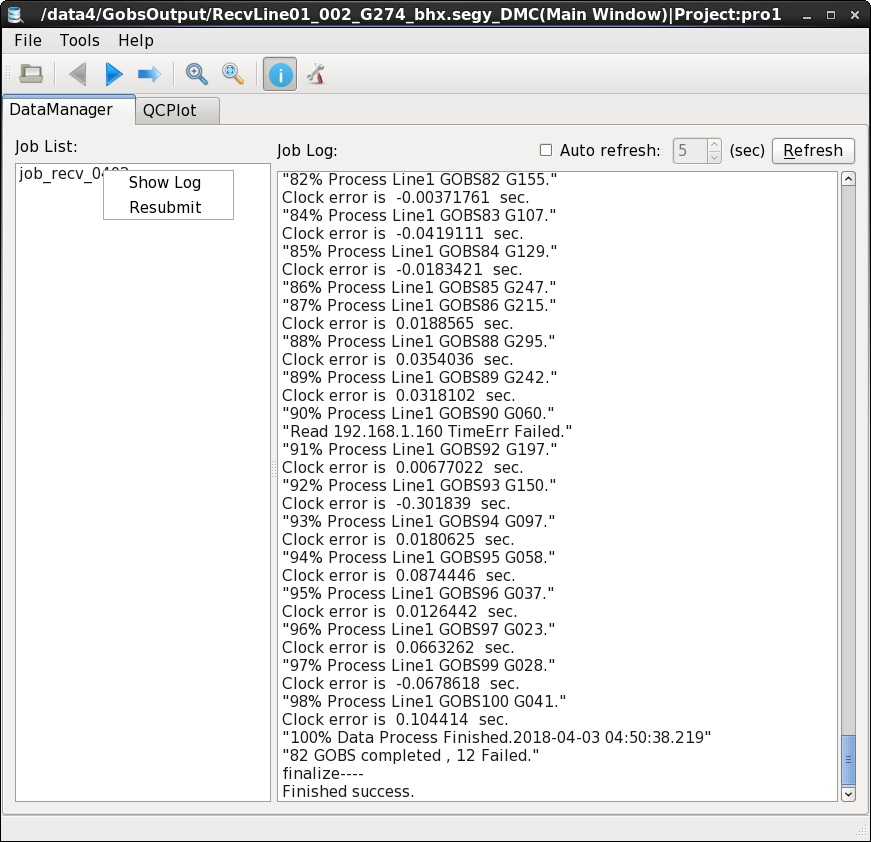 /data4/GobsOutput/RecvLine01_002_G274_bhx.segy_DMC(Main Window)|Project:pro1
File Tools Help
DataManager QCPlot
Job List:
Job Log: Auto refresh: 5 (sec) Refresh
Show Log
Resubmit
"82% Process Line1 GOBS82 G155."
Clock error is  -0.00371761  sec.
"84% Process Line1 GOBS83 G107."
Clock error is  -0.0419111  sec.
"85% Process Line1 GOBS84 G129."
Clock error is  -0.0183421  sec.
"86% Process Line1 GOBS85 G247."
"87% Process Line1 GOBS86 G215."
Clock error is  0.0188565  sec.
"88% Process Line1 GOBS88 G295."
Clock error is  0.0354036  sec.
"89% Process Line1 GOBS89 G242."
Clock error is  0.0318102  sec.
"90% Process Line1 GOBS90 G060."
"Read 192.168.1.160 TimeErr Failed."
"91% Process Line1 GOBS92 G197."
Clock error is  0.00677022  sec.
"92% Process Line1 GOBS93 G150."
Clock error is  -0.301839  sec.
"93% Process Line1 GOBS94 G097."
Clock error is  0.0180625  sec.
"94% Process Line1 GOBS95 G058."
Clock error is  0.0874446  sec.
"95% Process Line1 GOBS96 G037."
Clock error is  0.0126442  sec.
"96% Process Line1 GOBS97 G023."
Clock error is  0.0663262  sec.
"97% Process Line1 GOBS99 G028."
Clock error is  -0.0678618  sec.
"98% Process Line1 GOBS100 G041."
Clock error is  0.104414  sec.
"100% Data Process Finished.2018-04-03 04:50:38.219"
"82 GOBS completed , 12 Failed."
finalize----
Finished success.